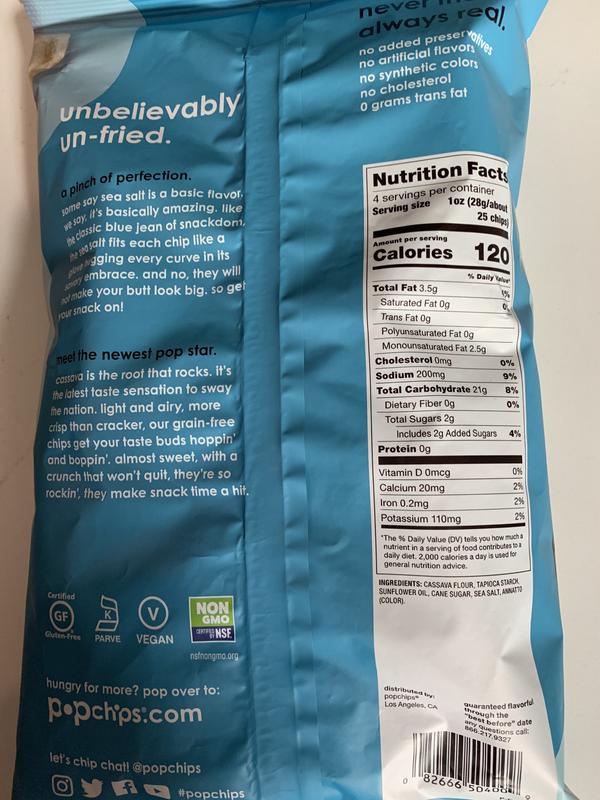 unbelievably
un-fried.
a pinch of perfection.
some say sea salt is a basic flavor.
we say, it's basically amazing. like
the classic blue jean of snackdom,
the sea salt fits each chip like a
glove hugging every curve in its
savory embrace. and no, they will
not make your butt look big. so get
your snack on!
meet the newest pop star.
cassava is the root that rocks. it's
the latest taste sensation to sway
the nation. light and airy, more
crisp than cracker, our grain-free
chips get your taste buds hoppin'
and boppin'. almost sweet, with a
crunch that won't quit, they're so
rockin', they make snack time a hit.
Certified
GF
Gluten-Free
K
PARVE
V
VEGAN
NON
GMO
CERTIFIED BY NSF
nsfnongmo.org
hungry for more? pop over to:
popchips.com
let's chip chat! @popchips
#popchips
never
always real.
no added preservatives
no artificial flavors
no synthetic colors
no cholesterol
0 grams trans fat
Nutrition Facts
4 servings per container
Serving size 1oz (28g/about
25 chips)
Amount per serving
Calories 120
% Daily Value*
Total Fat 3.5g
Saturated Fat 0g
Trans Fat 0g
Polyunsaturated Fat 0g
Monounsaturated Fat 2.5g
Cholesterol 0mg 0%
Sodium 200mg 9%
Total Carbohydrate 21g 8%
Dietary Fiber 0g 0%
Total Sugars 2g
Includes 2g Added Sugars 4%
Protein 0g
Vitamin D 0mcg 0%
Calcium 20mg 2%
Iron 0.2mg 2%
Potassium 110mg 2%
*The % Daily Value (DV) tells you how much a
nutrient in a serving of food contributes to a
daily diet. 2,000 calories a day is used for
general nutrition advice.
INGREDIENTS: CASSAVA FLOUR, TAPIOCA STARCH,
SUNFLOWER OIL, CANE SUGAR, SEA SALT, ANNATTO
(COLOR).
distributed by:
popchips®
Los Angeles, CA
guaranteed flavorful
through the
"best before" date
any questions call:
866.217.9327
0 82666